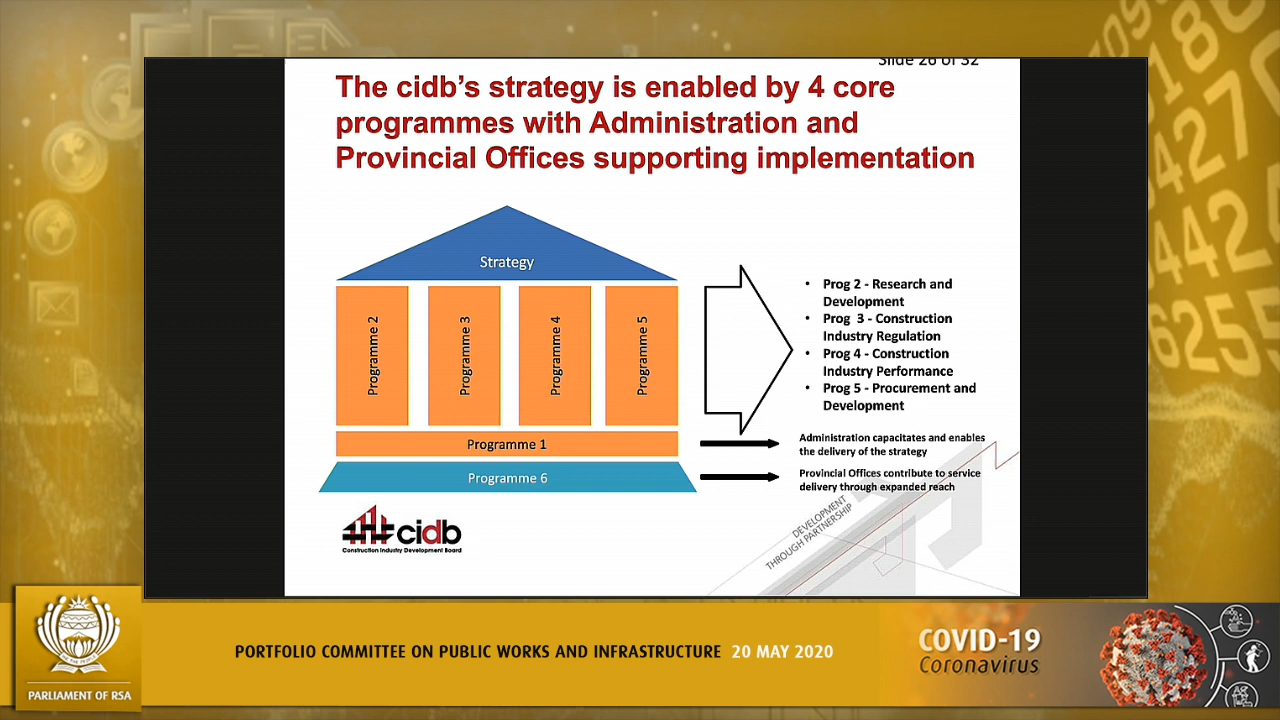 Slide 26 of 32
The cidb's strategy is enabled by 4 core
programmes with Administration and
Provincial Offices supporting implementation
Strategy
Programme 2
Programme 3
Programme 4
Programme 5
Programme 1
Programme 6
• Prog 2 - Research and
Development
• Prog 3 - Construction
Industry Regulation
• Prog 4 - Construction
Industry Performance
• Prog 5 - Procurement and
Development
Administration capacitates and enables
the delivery of the strategy
Provincial Offices contribute to service
delivery through expanded reach
DEVELOPMENT
THROUGH PARTNERSHIP
cidb
Construction Industry Development Board
PARLIAMENT OF RSA
PORTFOLIO COMMITTEE ON PUBLIC WORKS AND INFRASTRUCTURE 20 MAY 2020
COVID-19
Coronavirus